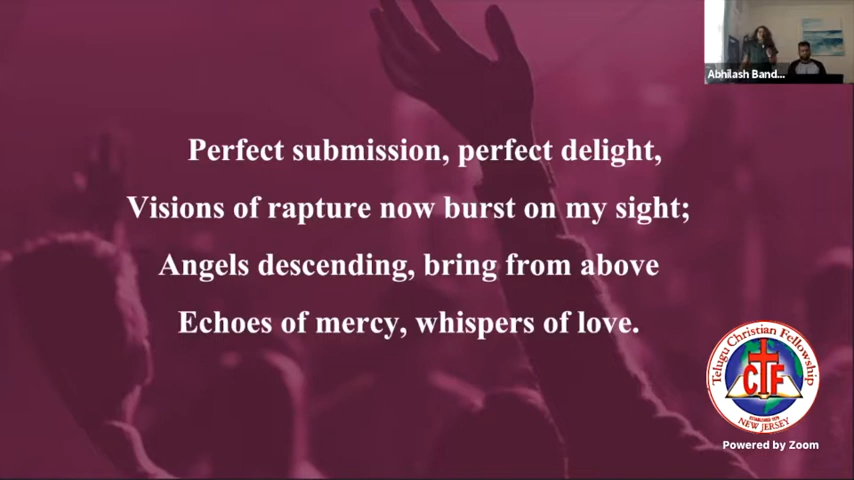 Abhilash Band...
Perfect submission, perfect delight,
Visions of rapture now burst on my sight;
Angels descending, bring from above
Echoes of mercy, whispers of love.
Telugu Christian Fellowship
CTF
NEW JERSEY
Powered by Zoom